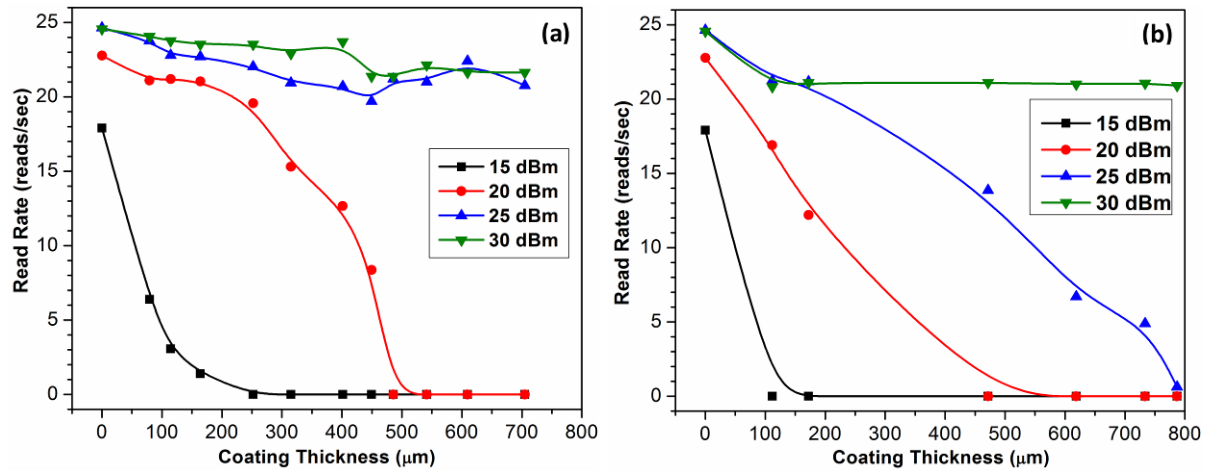 (a)
Read Rate (reads/sec)
25
20
15
10
5
0
15 dBm
20 dBm
25 dBm
30 dBm
0 100 200 300 400 500 600 700 800
Coating Thickness (μm)
(b)
Read Rate (reads/sec)
25
20
15
10
5
0
15 dBm
20 dBm
25 dBm
30 dBm
0 100 200 300 400 500 600 700 800
Coating Thickness (μm)